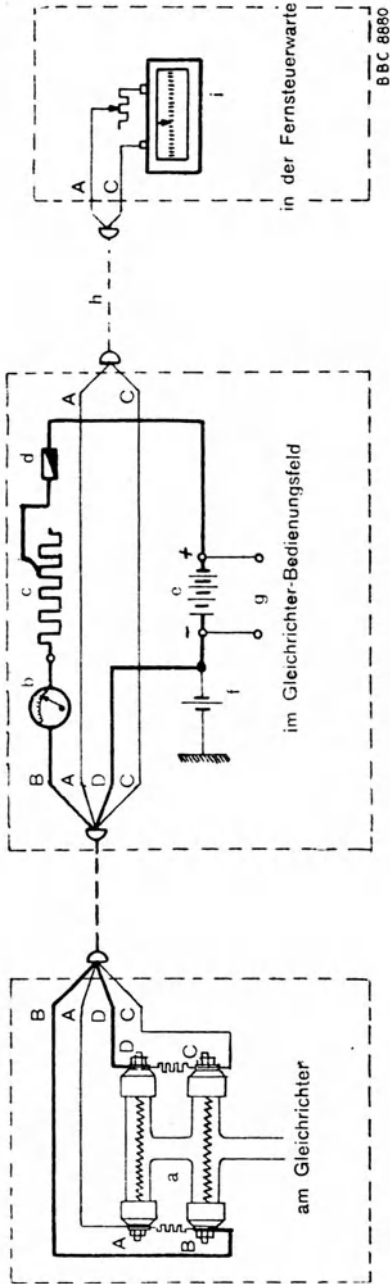 B
A
D
C
D
A
a
B
C
am Gleichrichter
b
c
d
B
A
D
C
A
C
− e +
f
g
im Gleichrichter-Bedienungsfeld
h
A
C
i
in der Fernsteuerwarte
BBC 8880